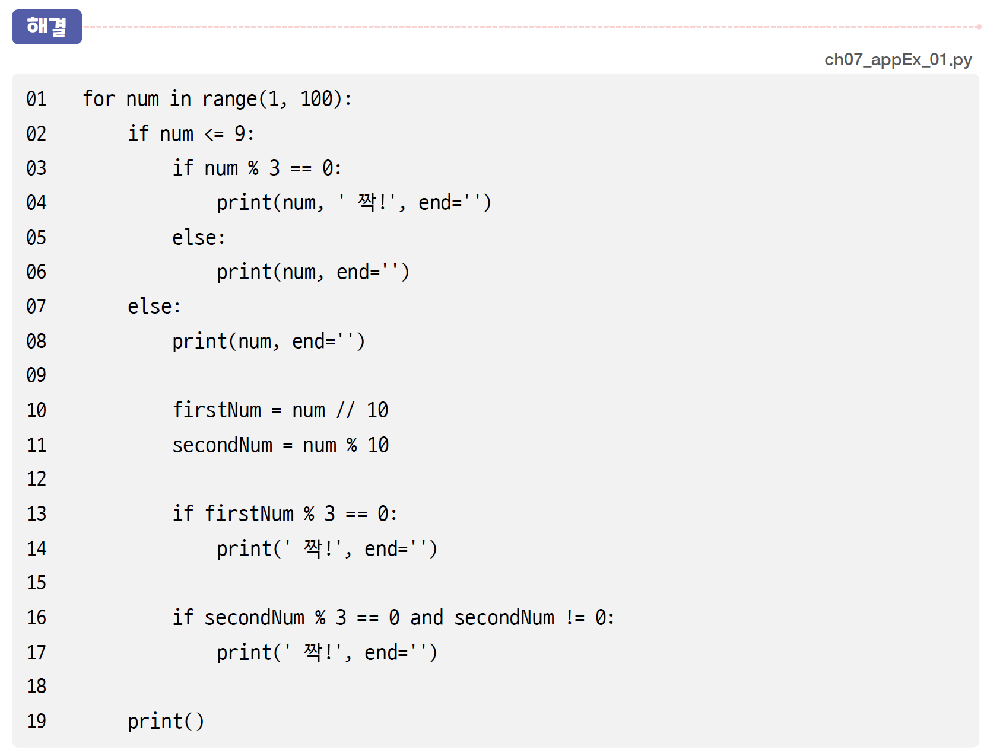 해결
ch07_appEx_01.py
01 for num in range(1, 100):
02     if num <= 9:
03         if num % 3 == 0:
04             print(num, ' 짝!', end='')
05         else:
06             print(num, end='')
07     else:
08         print(num, end='')
09
10         firstNum = num // 10
11         secondNum = num % 10
12
13         if firstNum % 3 == 0:
14             print(' 짝!', end='')
15
16         if secondNum % 3 == 0 and secondNum != 0:
17             print(' 짝!', end='')
18
19     print()